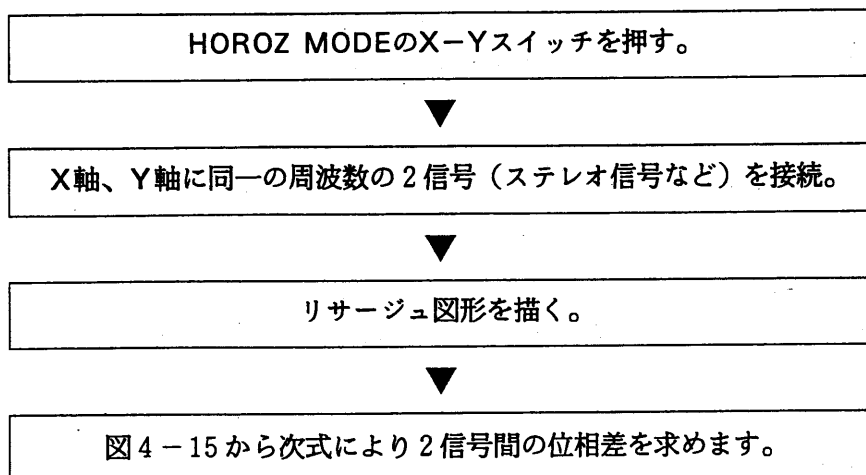 HOROZ MODEのX－Yスイッチを押す。
▼
X軸、Y軸に同一の周波数の2信号（ステレオ信号など）を接続。
▼
リサージュ図形を描く。
▼
図4－15から次式により2信号間の位相差を求めます。